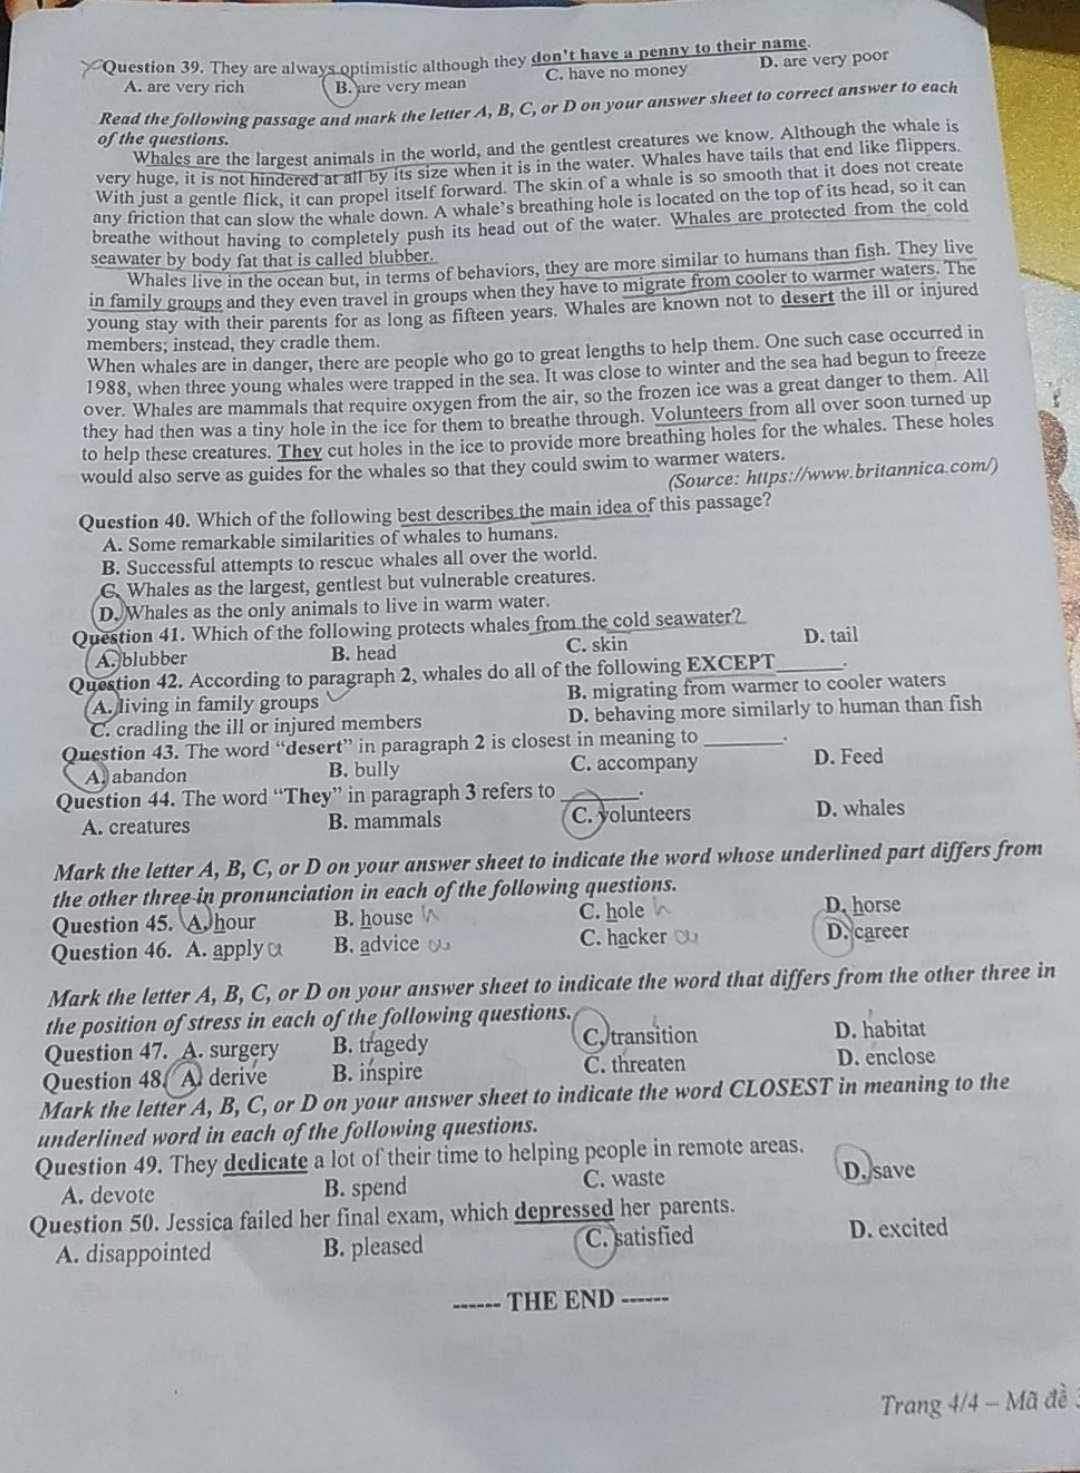 Question 39. They are always optimistic although they don't have a penny to their name.
A. are very rich B. are very mean C. have no money D. are very poor
Read the following passage and mark the letter A, B, C, or D on your answer sheet to correct answer to each
of the questions.
Whales are the largest animals in the world, and the gentlest creatures we know. Although the whale is
very huge, it is not hindered at all by its size when it is in the water. Whales have tails that end like flippers.
With just a gentle flick, it can propel itself forward. The skin of a whale is so smooth that it does not create
any friction that can slow the whale down. A whale's breathing hole is located on the top of its head, so it can
breathe without having to completely push its head out of the water. Whales are protected from the cold
seawater by body fat that is called blubber.
Whales live in the ocean but, in terms of behaviors, they are more similar to humans than fish. They live
in family groups and they even travel in groups when they have to migrate from cooler to warmer waters. The
young stay with their parents for as long as fifteen years. Whales are known not to desert the ill or injured
members; instead, they cradle them.
When whales are in danger, there are people who go to great lengths to help them. One such case occurred in
1988, when three young whales were trapped in the sea. It was close to winter and the sea had begun to freeze
over. Whales are mammals that require oxygen from the air, so the frozen ice was a great danger to them. All
they had then was a tiny hole in the ice for them to breathe through. Volunteers from all over soon turned up
to help these creatures. They cut holes in the ice to provide more breathing holes for the whales. These holes
would also serve as guides for the whales so that they could swim to warmer waters.
(Source: https://www.britannica.com/)
Question 40. Which of the following best describes the main idea of this passage?
A. Some remarkable similarities of whales to humans.
B. Successful attempts to rescue whales all over the world.
C. Whales as the largest, gentlest but vulnerable creatures.
D. Whales as the only animals to live in warm water.
Question 41. Which of the following protects whales from the cold seawater?
A. blubber B. head C. skin D. tail
Question 42. According to paragraph 2, whales do all of the following EXCEPT______.
A. living in family groups B. migrating from warmer to cooler waters
C. cradling the ill or injured members D. behaving more similarly to human than fish
Question 43. The word “desert” in paragraph 2 is closest in meaning to ______.
A. abandon B. bully C. accompany D. Feed
Question 44. The word “They” in paragraph 3 refers to ______.
A. creatures B. mammals C. volunteers D. whales
Mark the letter A, B, C, or D on your answer sheet to indicate the word whose underlined part differs from
the other three in pronunciation in each of the following questions.
Question 45. A. hour B. house h C. hole h D. horse
Question 46. A. apply B. advice C. hacker D. career
Mark the letter A, B, C, or D on your answer sheet to indicate the word that differs from the other three in
the position of stress in each of the following questions.
Question 47. A. surgery B. tragedy C. transition D. habitat
Question 48. A. derive B. inspire C. threaten D. enclose
Mark the letter A, B, C, or D on your answer sheet to indicate the word CLOSEST in meaning to the
underlined word in each of the following questions.
Question 49. They dedicate a lot of their time to helping people in remote areas.
A. devote B. spend C. waste D. save
Question 50. Jessica failed her final exam, which depressed her parents.
A. disappointed B. pleased C. satisfied D. excited
------ THE END ------
Trang 4/4 – Mã đề